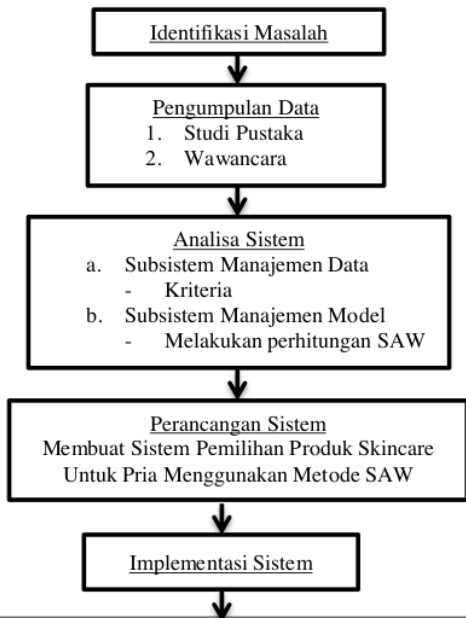 Identifikasi Masalah
Pengumpulan Data
1. Studi Pustaka
2. Wawancara
Analisa Sistem
a. Subsistem Manajemen Data
- Kriteria
b. Subsistem Manajemen Model
- Melakukan perhitungan SAW
Perancangan Sistem
Membuat Sistem Pemilihan Produk Skincare
Untuk Pria Menggunakan Metode SAW
Implementasi Sistem